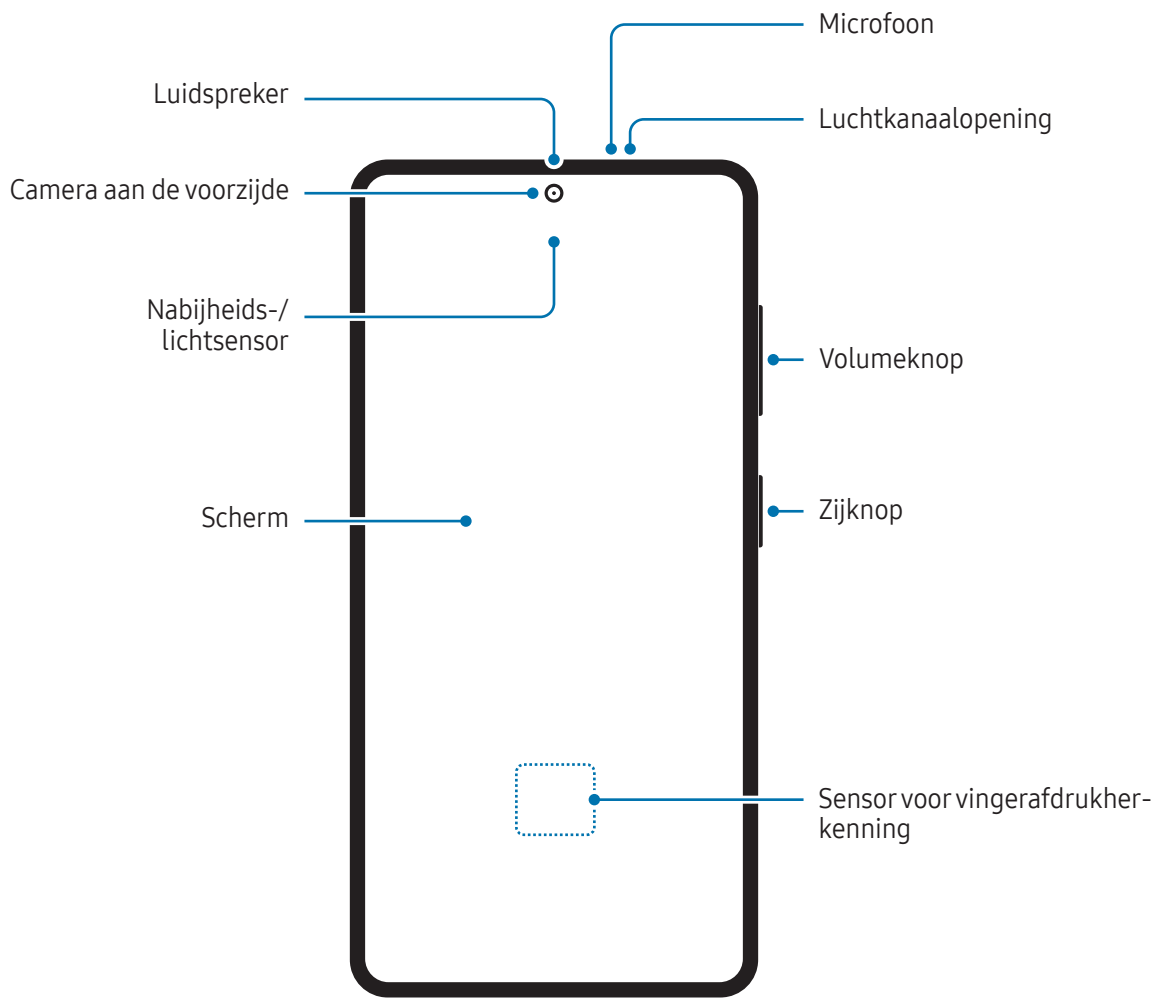 Microfoon
Luidspreker
Luchtkanaalopening
Camera aan de voorzijde
Nabijheids-/
lichtsensor
Volumeknop
Scherm
Zijknop
Sensor voor vingerafdrukher-
kenning